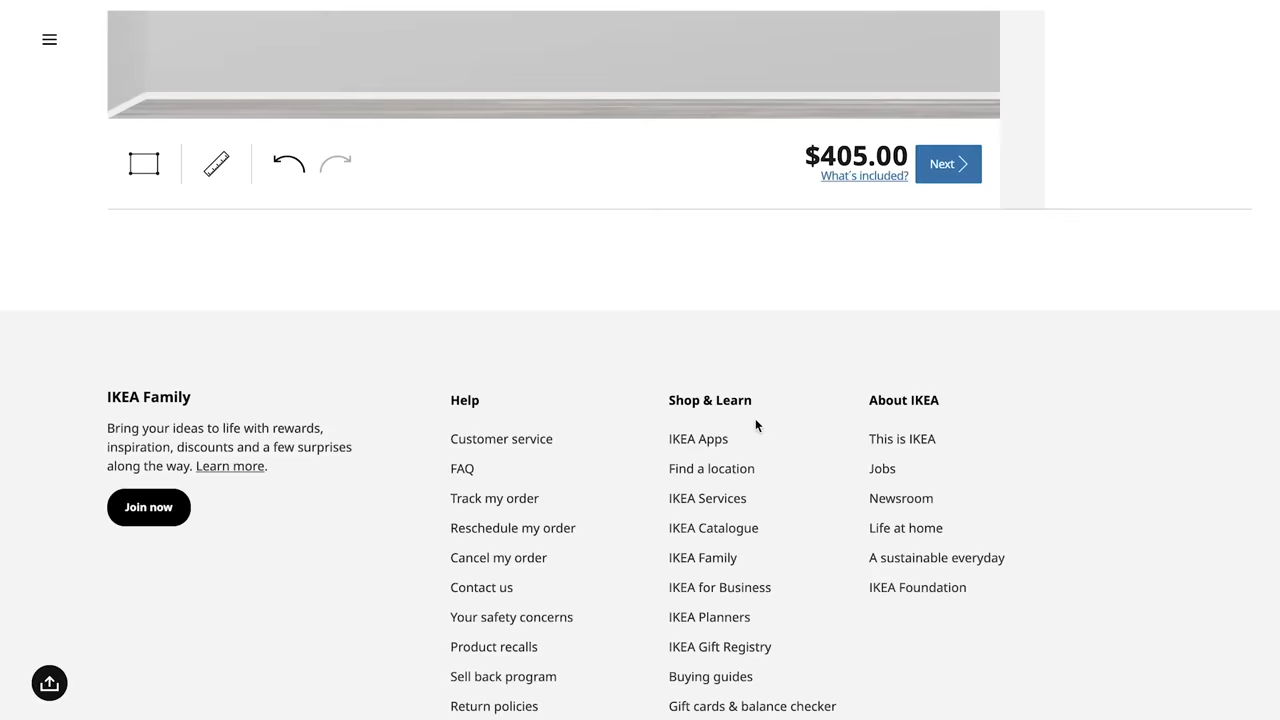 $405.00
What's included?
Next
IKEA Family
Bring your ideas to life with rewards,
inspiration, discounts and a few surprises
along the way. Learn more.
Join now
Help
Customer service
FAQ
Track my order
Reschedule my order
Cancel my order
Contact us
Your safety concerns
Product recalls
Sell back program
Return policies
Shop & Learn
IKEA Apps
Find a location
IKEA Services
IKEA Catalogue
IKEA Family
IKEA for Business
IKEA Planners
IKEA Gift Registry
Buying guides
Gift cards & balance checker
About IKEA
This is IKEA
Jobs
Newsroom
Life at home
A sustainable everyday
IKEA Foundation